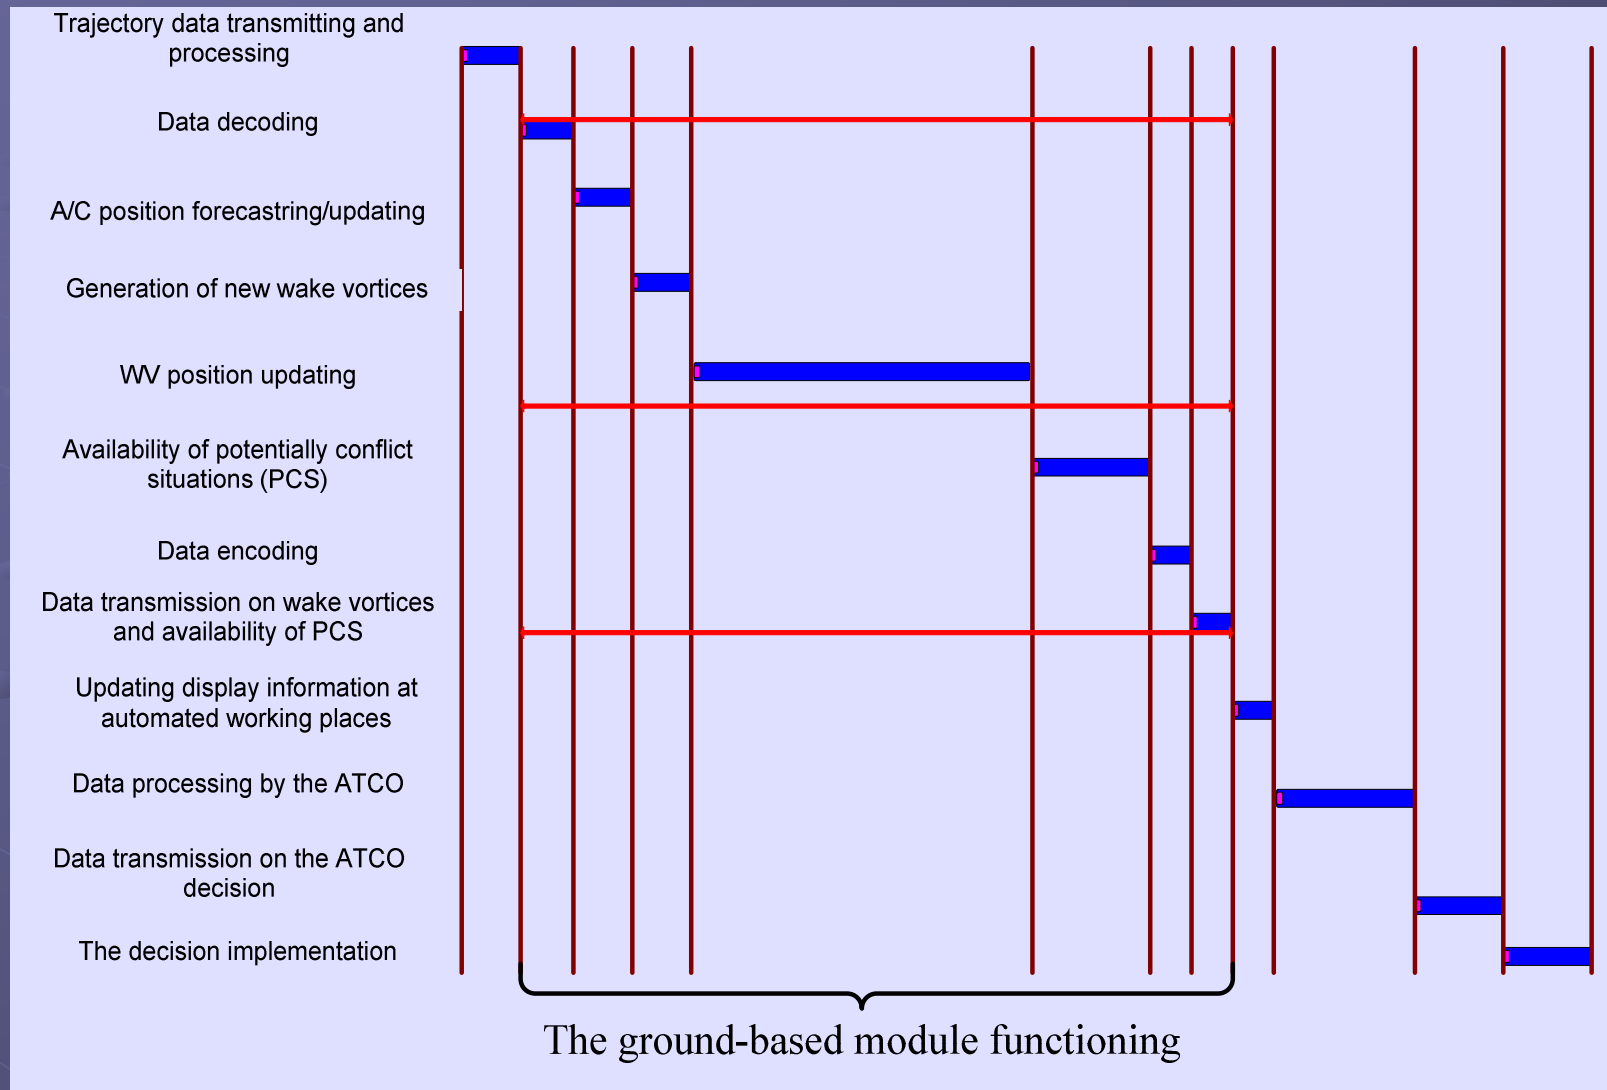 Trajectory data transmitting and
processing
Data decoding
A/C position forecastring/updating
Generation of new wake vortices
WV position updating
Availability of potentially conflict
situations (PCS)
Data encoding
Data transmission on wake vortices
and availability of PCS
Updating display information at
automated working places
Data processing by the ATCO
Data transmission on the ATCO
decision
The decision implementation
The ground-based module functioning